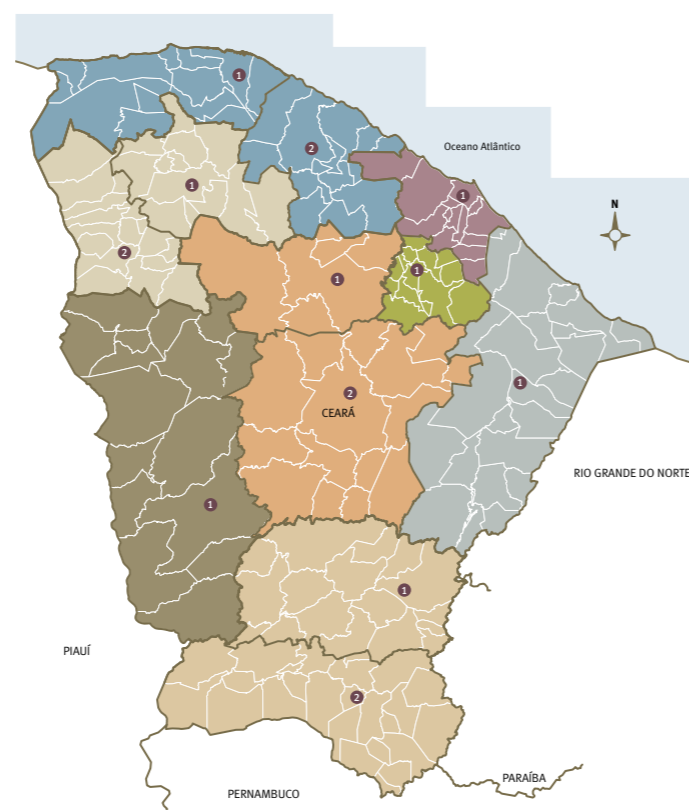 1
2
Oceano Atlântico
1
1
N
2
1
1
1
2
CEARÁ
RIO GRANDE DO NORTE
1
1
PIAUÍ
2
PARAÍBA
PERNAMBUCO